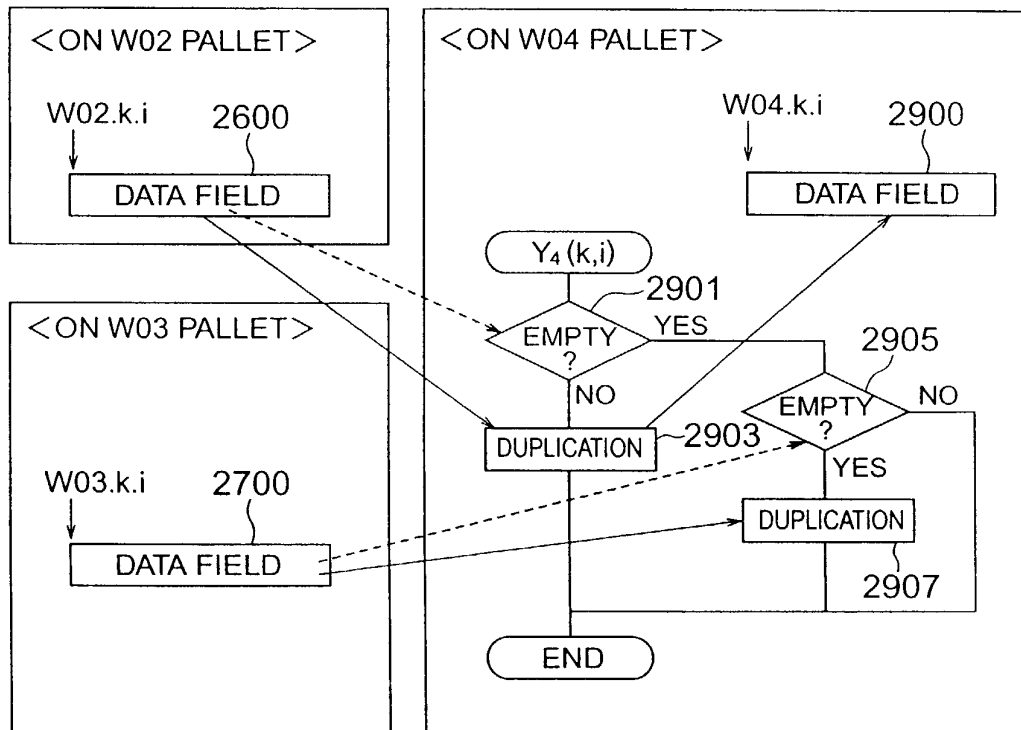 <ON W02 PALLET>
W02.k.i
2600
DATA FIELD
<ON W03 PALLET>
W03.k.i
2700
DATA FIELD
<ON W04 PALLET>
W04.k.i
2900
DATA FIELD
Y₄ (k,i)
2901
EMPTY
?
YES
NO
2905
EMPTY
?
NO
YES
DUPLICATION
2903
DUPLICATION
2907
END